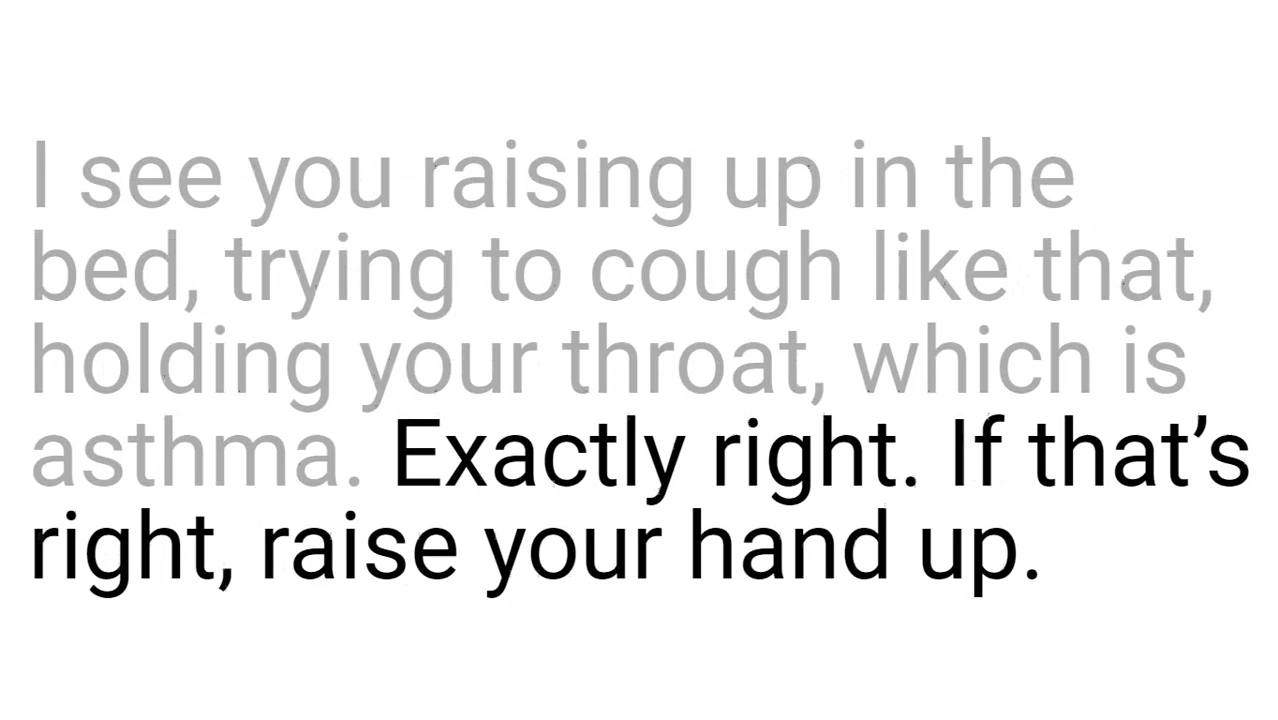 I see you raising up in the
bed, trying to cough like that,
holding your throat, which is
asthma. Exactly right. If that’s
right, raise your hand up.